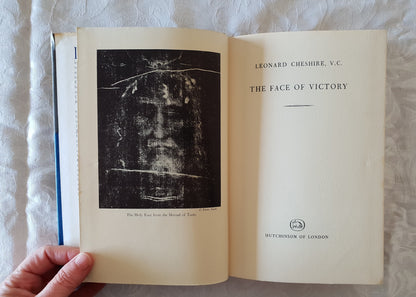 The Holy Face from the Shroud of Turin
LEONARD CHESHIRE, V.C.
THE FACE OF VICTORY
HUTCHINSON OF LONDON